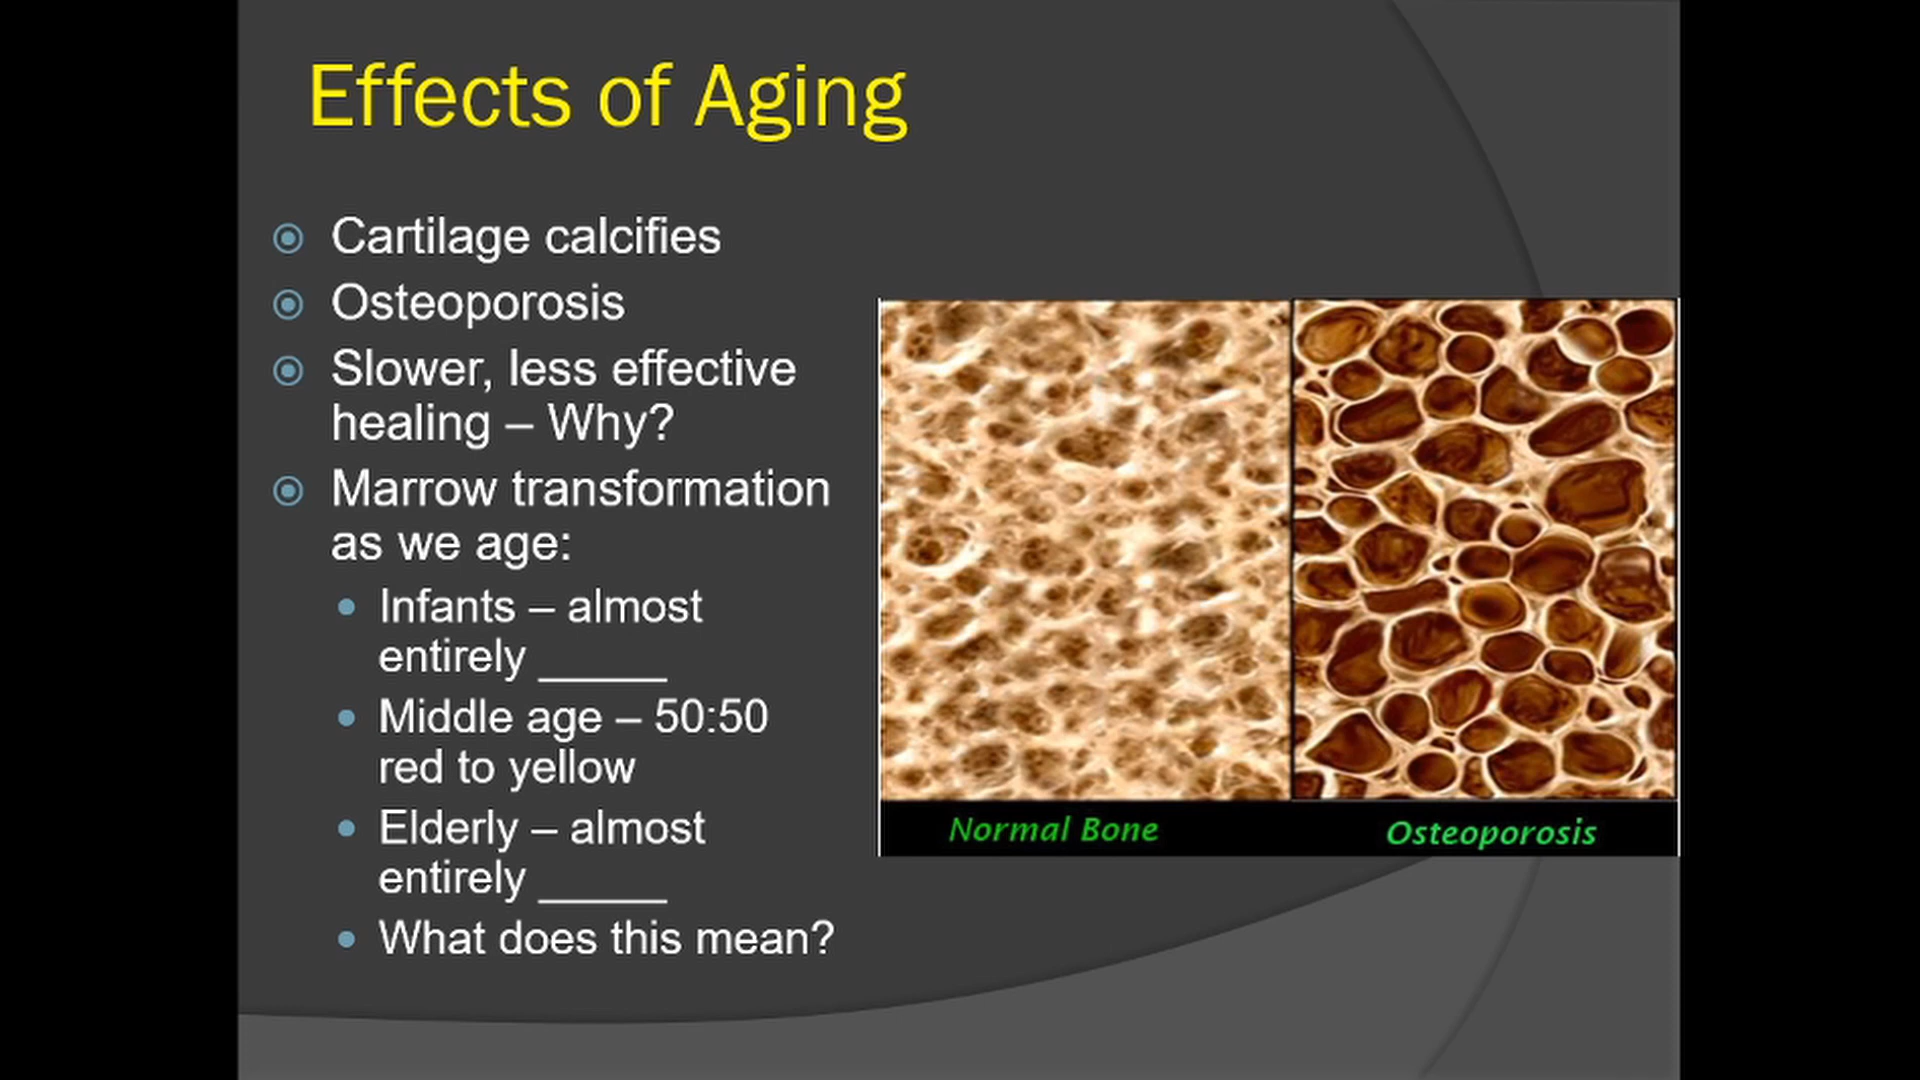 Effects of Aging
Cartilage calcifies
Osteoporosis
Slower, less effective
healing – Why?
Marrow transformation
as we age:
Infants – almost
entirely _____
Middle age – 50:50
red to yellow
Elderly – almost
entirely _____
What does this mean?
Normal Bone
Osteoporosis